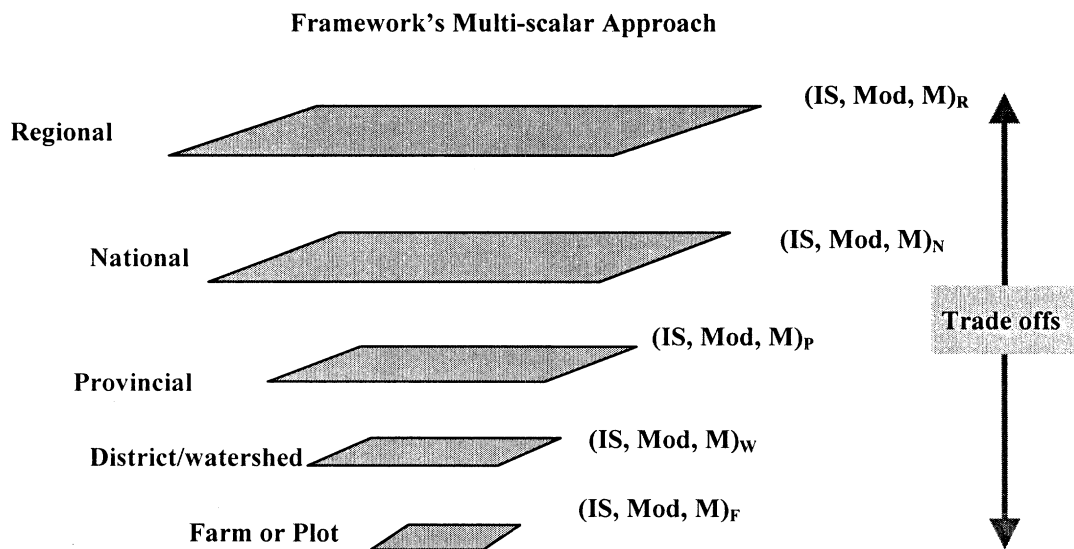 Framework's Multi-scalar Approach
Regional
(IS, Mod, M)R
National
(IS, Mod, M)N
Trade offs
Provincial
(IS, Mod, M)P
District/watershed
(IS, Mod, M)W
Farm or Plot
(IS, Mod, M)F